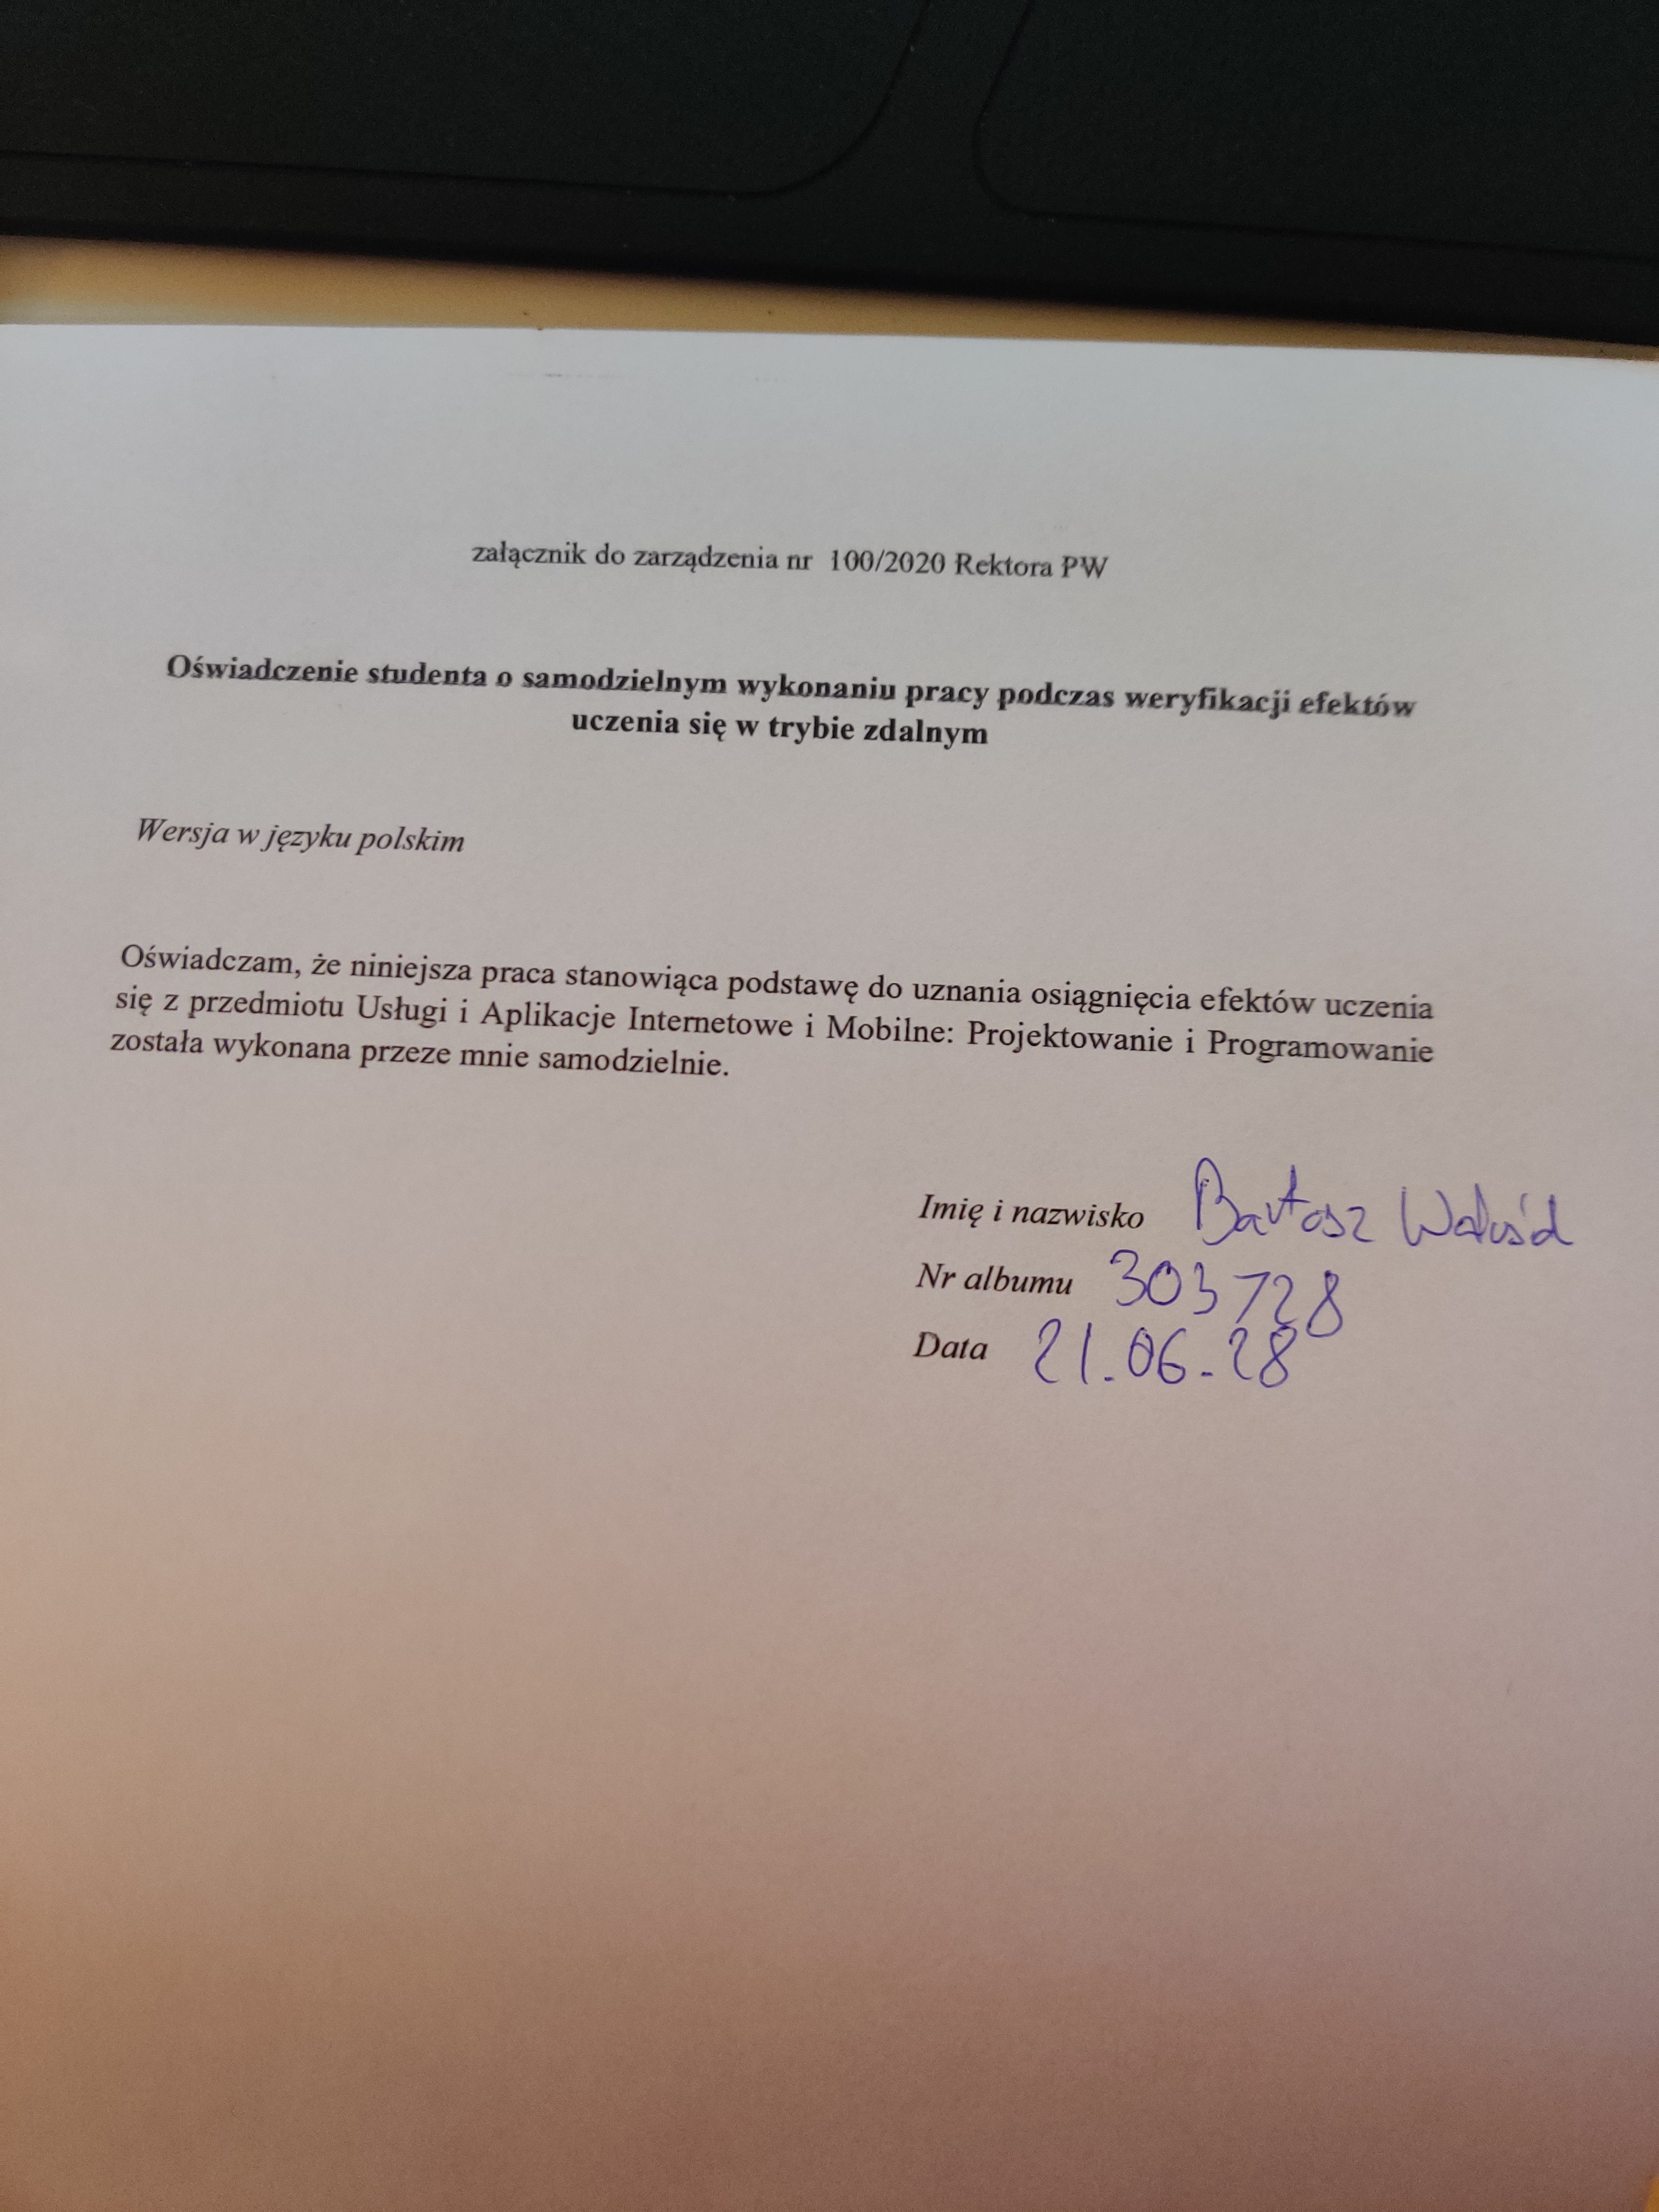 załącznik do zarządzenia nr 100/2020 Rektora PW
Oświadczenie studenta o samodzielnym wykonaniu pracy podczas weryfikacji efektów
uczenia się w trybie zdalnym
Wersja w języku polskim
Oświadczam, że niniejsza praca stanowiąca podstawę do uznania osiągnięcia efektów uczenia
się z przedmiotu Usługi i Aplikacje Internetowe i Mobilne: Projektowanie i Programowanie
została wykonana przeze mnie samodzielnie.
Imię i nazwisko Bartosz
Nr albumu 303728
Data 21.06.28